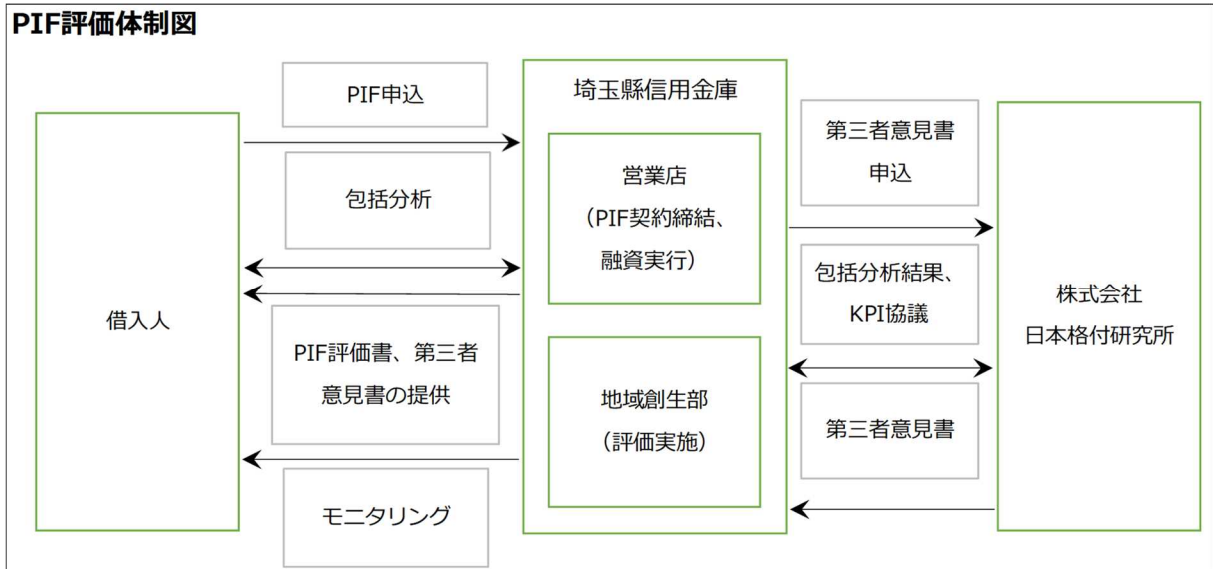 PIF評価体制図
借入人
PIF申込
包括分析
PIF評価書、第三者
意見書の提供
モニタリング
埼玉縣信用金庫
営業店
（PIF契約締結、
融資実行）
地域創生部
（評価実施）
第三者意見書
申込
包括分析結果、
KPI協議
第三者意見書
株式会社
日本格付研究所